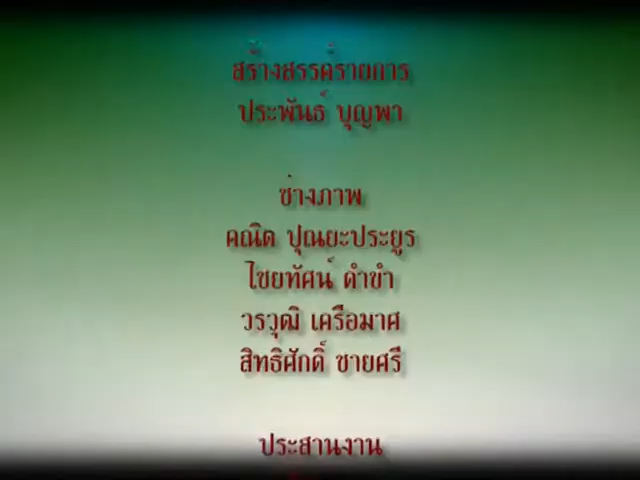 สร้างสรรค์รายการ
ประพันธ์ บุญพา
ช่างภาพ
คณิต ปุณยะประยูร
ไชยทัศน์ ดำขำ
วรวุฒิ เครือมาศ
สิทธิศักดิ์ ชายศรี
ประสานงาน